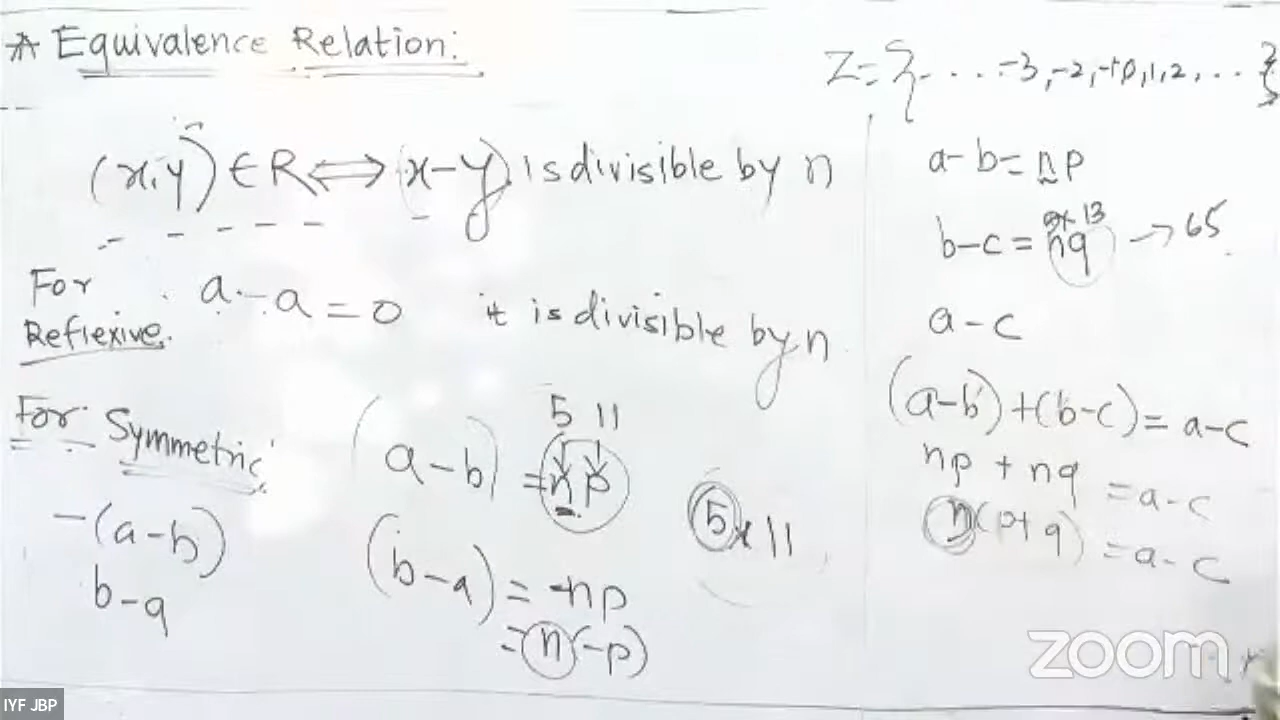 Equivalence Relation:
Z = { . . . . -3, -2, -1, 0, 1, 2, . . . }
(x, y) ∈ R ⟺ (x-y) is divisible by n
For Reflexive.
a - a = 0 it is divisible by n
For Symmetric
5 11
(a-b) = np
5 x 11
-(a-b)
b-a
(b-a) = -np
= n(-p)
a-b = np
13
b-c = nq → 65
a-c
(a-b)+(b-c) = a-c
np + nq = a-c
n(p+q) = a-c
zoom
IYF JBP